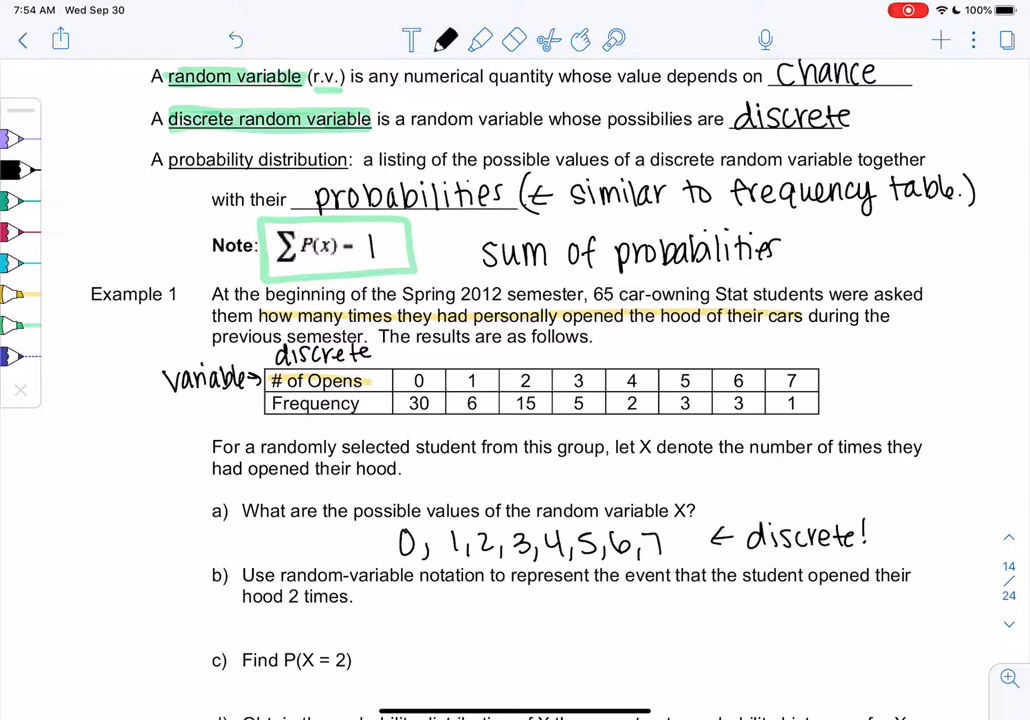 7:54 AM Wed Sep 30
100%
A random variable (r.v.) is any numerical quantity whose value depends on chance
A discrete random variable is a random variable whose possibilies are discrete
A probability distribution: a listing of the possible values of a discrete random variable together
with their probabilities (← similar to frequency table.)
Note: ∑ P(x) = 1 sum of probabilities
Example 1 At the beginning of the Spring 2012 semester, 65 car-owning Stat students were asked
them how many times they had personally opened the hood of their cars during the
previous semester. The results are as follows.
discrete
variable→ # of Opens 0 1 2 3 4 5 6 7
Frequency 30 6 15 5 2 3 3 1
For a randomly selected student from this group, let X denote the number of times they
had opened their hood.
a) What are the possible values of the random variable X?
0, 1, 2, 3, 4, 5, 6, 7 ← discrete!
b) Use random-variable notation to represent the event that the student opened their
hood 2 times.
c) Find P(X = 2)
14
/
24